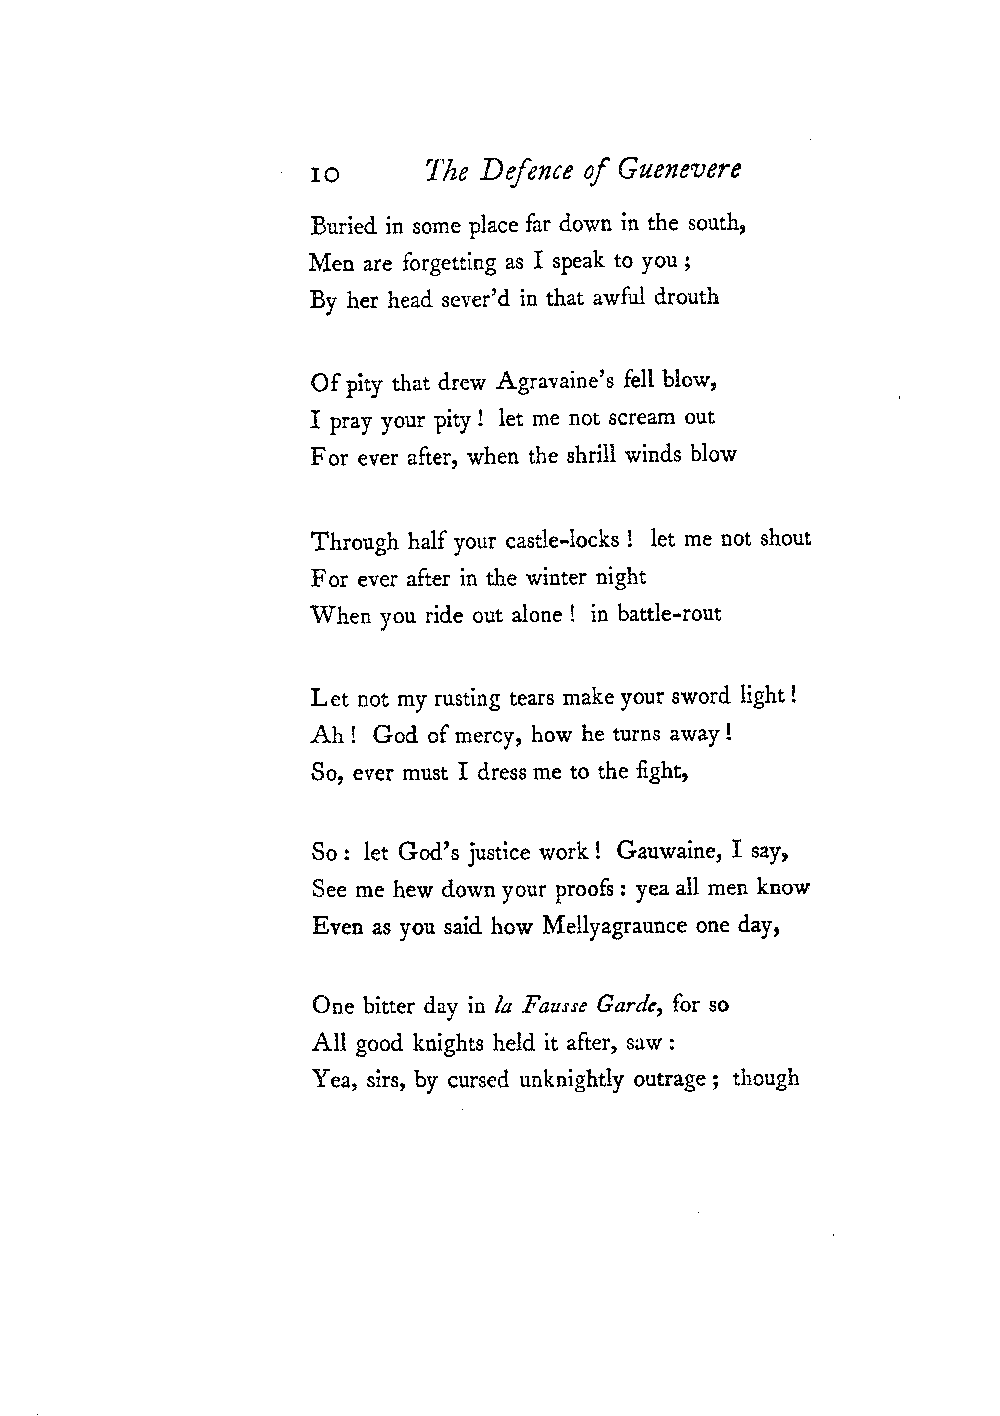 10 The Defence of Guenevere
Buried in some place far down in the south,
Men are forgetting as I speak to you ;
By her head sever'd in that awful drouth
Of pity that drew Agravaine's fell blow,
I pray your pity ! let me not scream out
For ever after, when the shrill winds blow
Through half your castle-locks ! let me not shout
For ever after in the winter night
When you ride out alone ! in battle-rout
Let not my rusting tears make your sword light !
Ah ! God of mercy, how he turns away !
So, ever must I dress me to the fight,
So : let God's justice work ! Gauwaine, I say,
See me hew down your proofs : yea all men know
Even as you said how Mellyagraunce one day,
One bitter day in la Fausse Garde, for so
All good knights held it after, saw :
Yea, sirs, by cursed unknightly outrage ; though